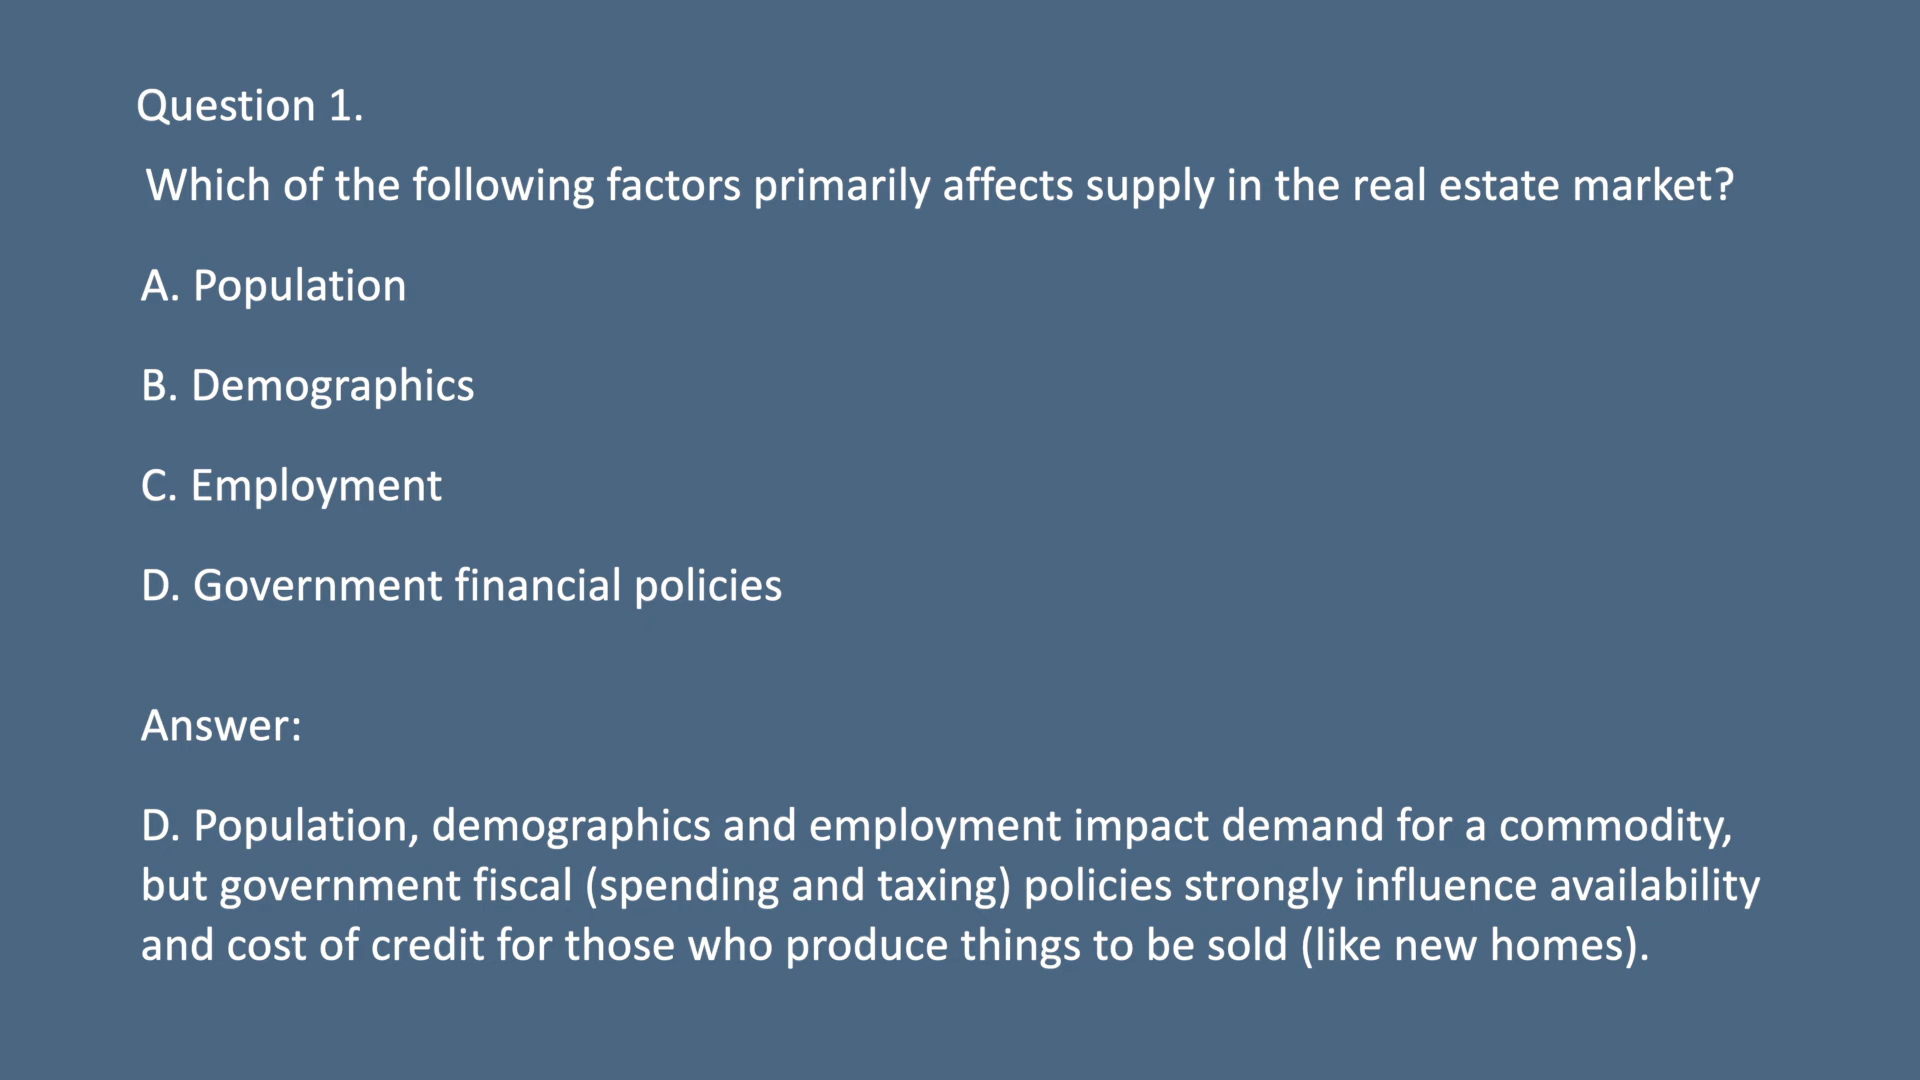 Question 1.
Which of the following factors primarily affects supply in the real estate market?
A. Population
B. Demographics
C. Employment
D. Government financial policies
Answer:
D. Population, demographics and employment impact demand for a commodity,
but government fiscal (spending and taxing) policies strongly influence availability
and cost of credit for those who produce things to be sold (like new homes).